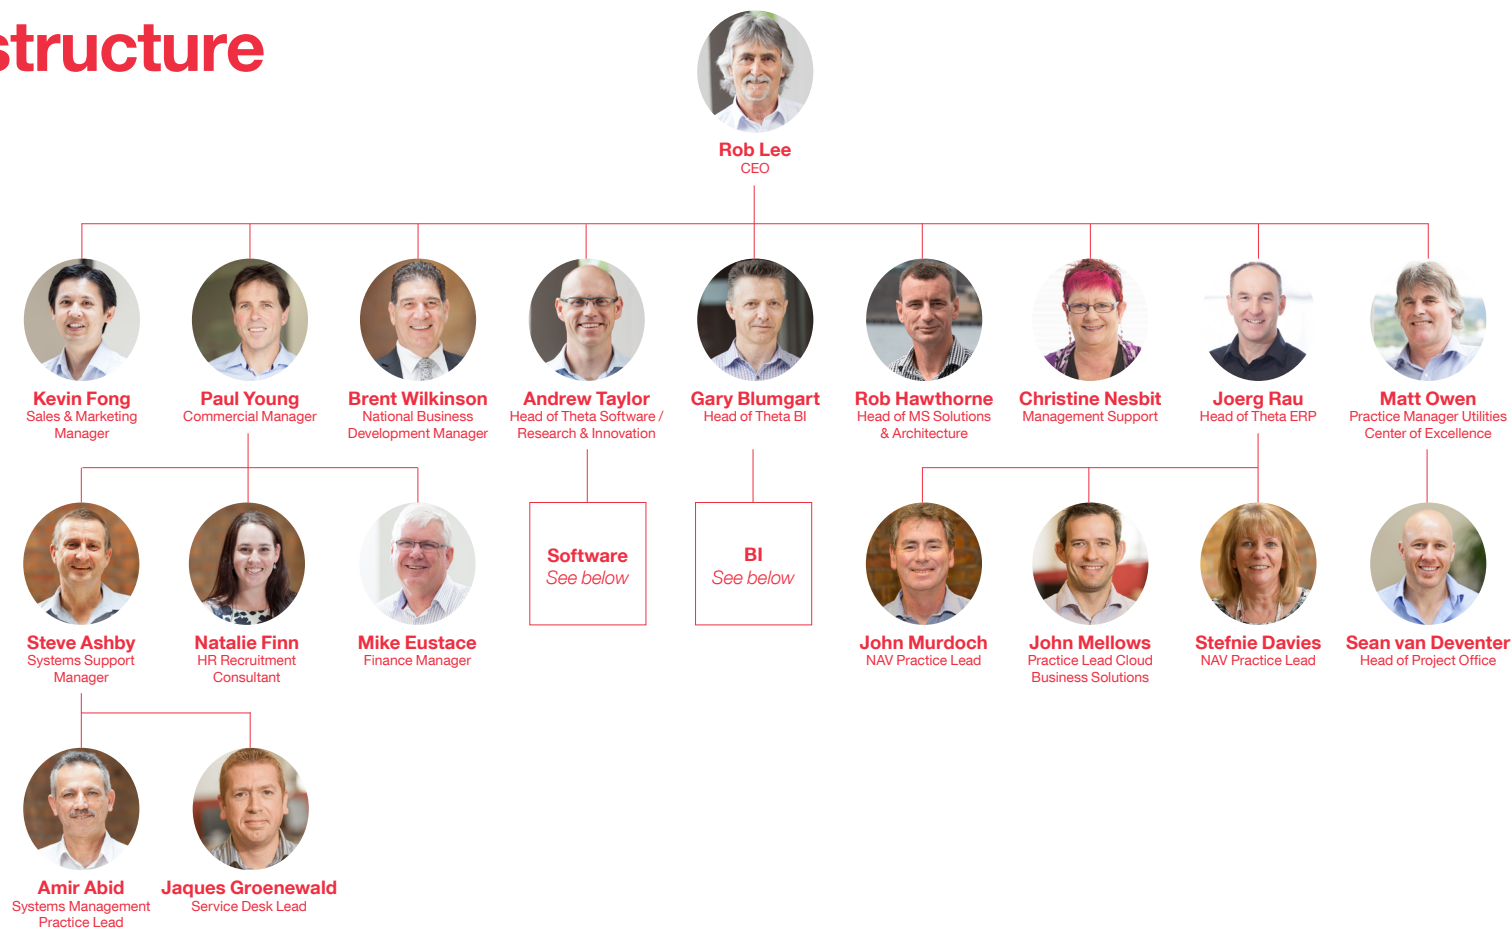 structure
Rob Lee
CEO
Kevin Fong
Sales & Marketing
Manager
Paul Young
Commercial Manager
Brent Wilkinson
National Business
Development Manager
Andrew Taylor
Head of Theta Software /
Research & Innovation
Gary Blumgart
Head of Theta BI
Rob Hawthorne
Head of MS Solutions
& Architecture
Christine Nesbit
Management Support
Joerg Rau
Head of Theta ERP
Matt Owen
Practice Manager Utilities
Center of Excellence
Steve Ashby
Systems Support
Manager
Natalie Finn
HR Recruitment
Consultant
Mike Eustace
Finance Manager
Software
See below
BI
See below
John Murdoch
NAV Practice Lead
John Mellows
Practice Lead Cloud
Business Solutions
Stefnie Davies
NAV Practice Lead
Sean van Deventer
Head of Project Office
Amir Abid
Systems Management
Practice Lead
Jaques Groenewald
Service Desk Lead